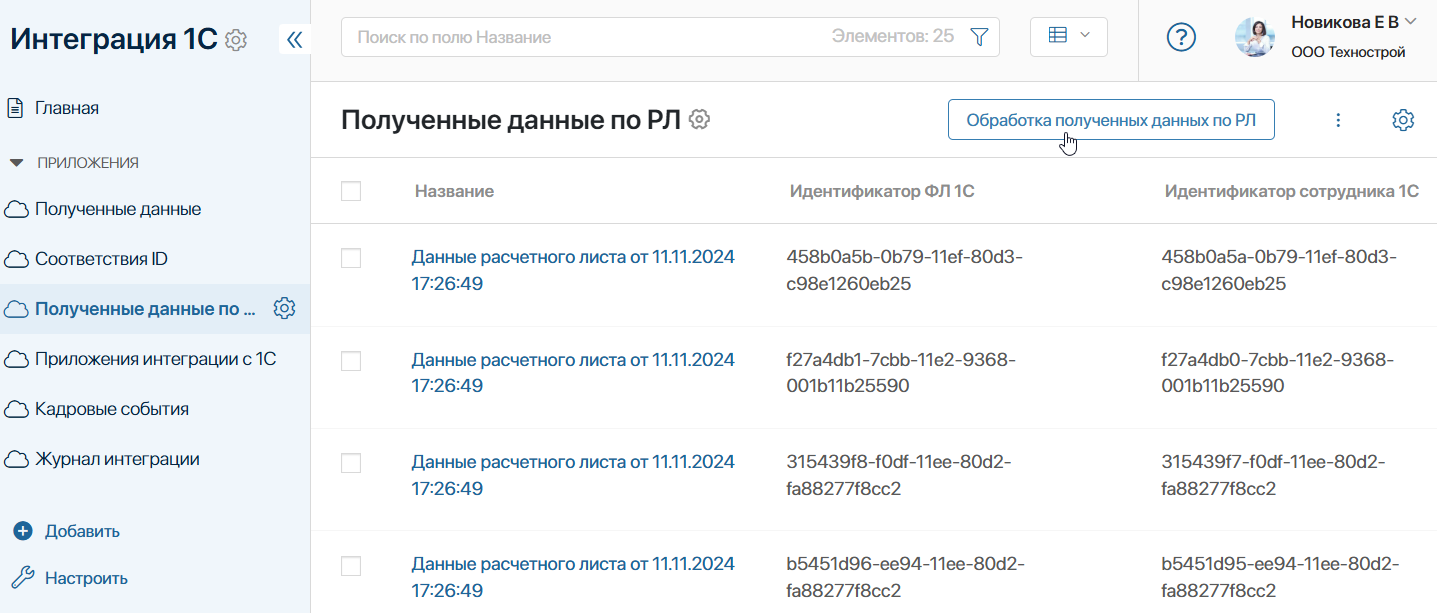 Интеграция 1С
Поиск по полю Название
Элементов: 25
?
Новикова Е В
ООО Технострой
Главная
ПРИЛОЖЕНИЯ
Полученные данные
Соответствия ID
Полученные данные по ...
Приложения интеграции с 1С
Кадровые события
Журнал интеграции
Добавить
Настроить
Полученные данные по РЛ
Обработка полученных данных по РЛ
Название
Идентификатор ФЛ 1С
Идентификатор сотрудника 1С
Данные расчетного листа от 11.11.2024
17:26:49
458b0a5b-0b79-11ef-80d3-
c98e1260eb25
458b0a5a-0b79-11ef-80d3-
c98e1260eb25
Данные расчетного листа от 11.11.2024
17:26:49
f27a4db1-7cbb-11e2-9368-
001b11b25590
f27a4db0-7cbb-11e2-9368-
001b11b25590
Данные расчетного листа от 11.11.2024
17:26:49
315439f8-f0df-11ee-80d2-
fa88277f8cc2
315439f7-f0df-11ee-80d2-
fa88277f8cc2
Данные расчетного листа от 11.11.2024
17:26:49
b5451d96-ee94-11ee-80d2-
fa88277f8cc2
b5451d95-ee94-11ee-80d2-
fa88277f8cc2